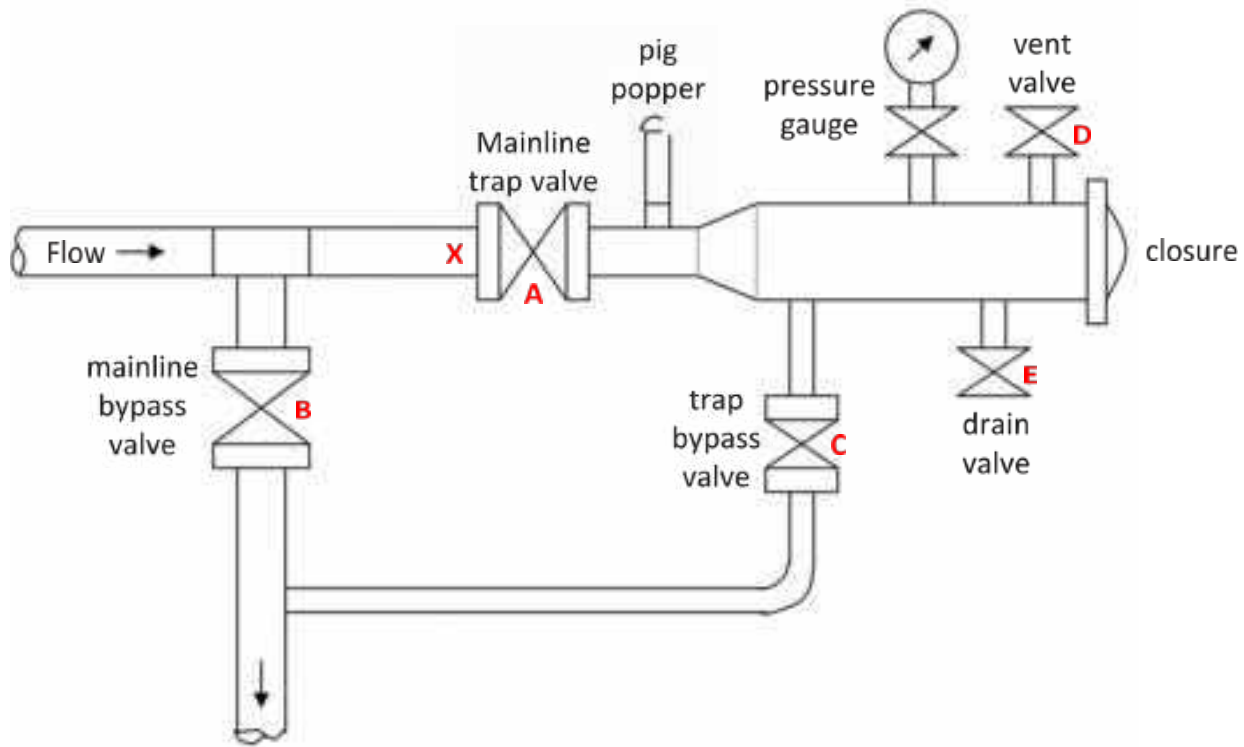 pig
popper
pressure
gauge
vent
valve
D
Mainline
trap valve
Flow
X
A
closure
mainline
bypass
valve
B
trap
bypass
valve
C
E
drain
valve